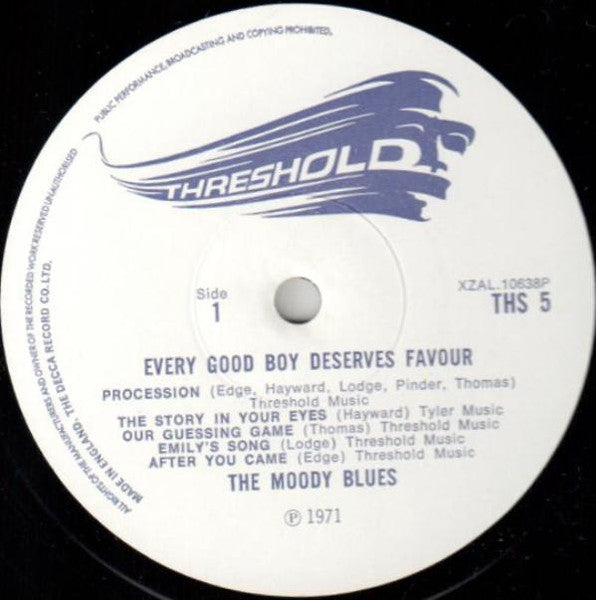 PUBLIC PERFORMANCE, BROADCASTING AND COPYING PROHIBITED.
ALL RIGHTS OF THE MANUFACTURERS AND OWNER OF THE RECORDED WORK RESERVED UNAUTHORISED
MADE IN ENGLAND. THE DECCA RECORD CO. LTD.
THRESHOLD
Side
1
XZAL.10638P
THS 5
EVERY GOOD BOY DESERVES FAVOUR
PROCESSION (Edge, Hayward, Lodge, Pinder, Thomas)
Threshold Music
THE STORY IN YOUR EYES (Hayward) Tyler Music
OUR GUESSING GAME (Thomas) Threshold Music
EMILY'S SONG (Lodge) Threshold Music
AFTER YOU CAME (Edge) Threshold Music
THE MOODY BLUES
Ⓟ 1971